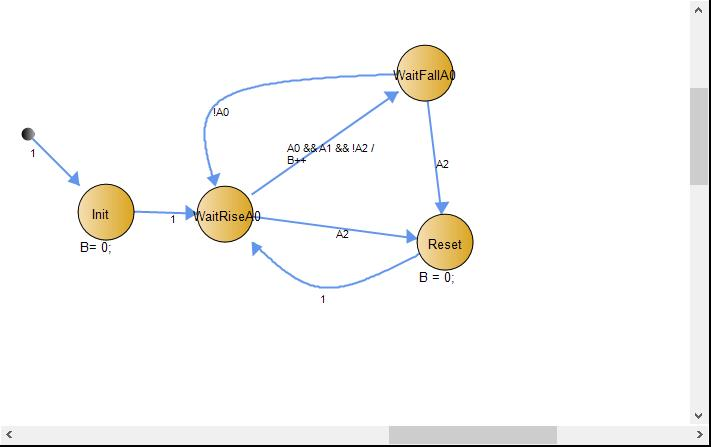 WaitFallA0
!A0
1
A0 && A1 && !A2 /
B++
A2
Init
1
WaitRiseA0
B= 0;
A2
Reset
B = 0;
1